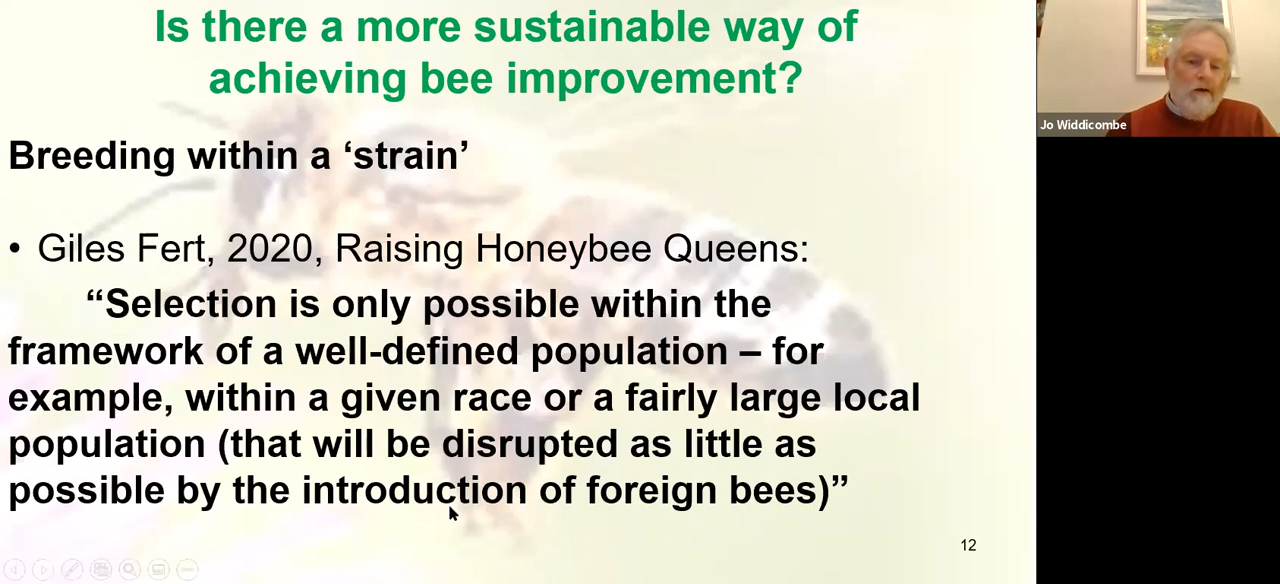 Is there a more sustainable way of
achieving bee improvement?
Jo Widdicombe
Breeding within a ‘strain’
• Giles Fert, 2020, Raising Honeybee Queens:
“Selection is only possible within the
framework of a well-defined population – for
example, within a given race or a fairly large local
population (that will be disrupted as little as
possible by the introduction of foreign bees)”
12